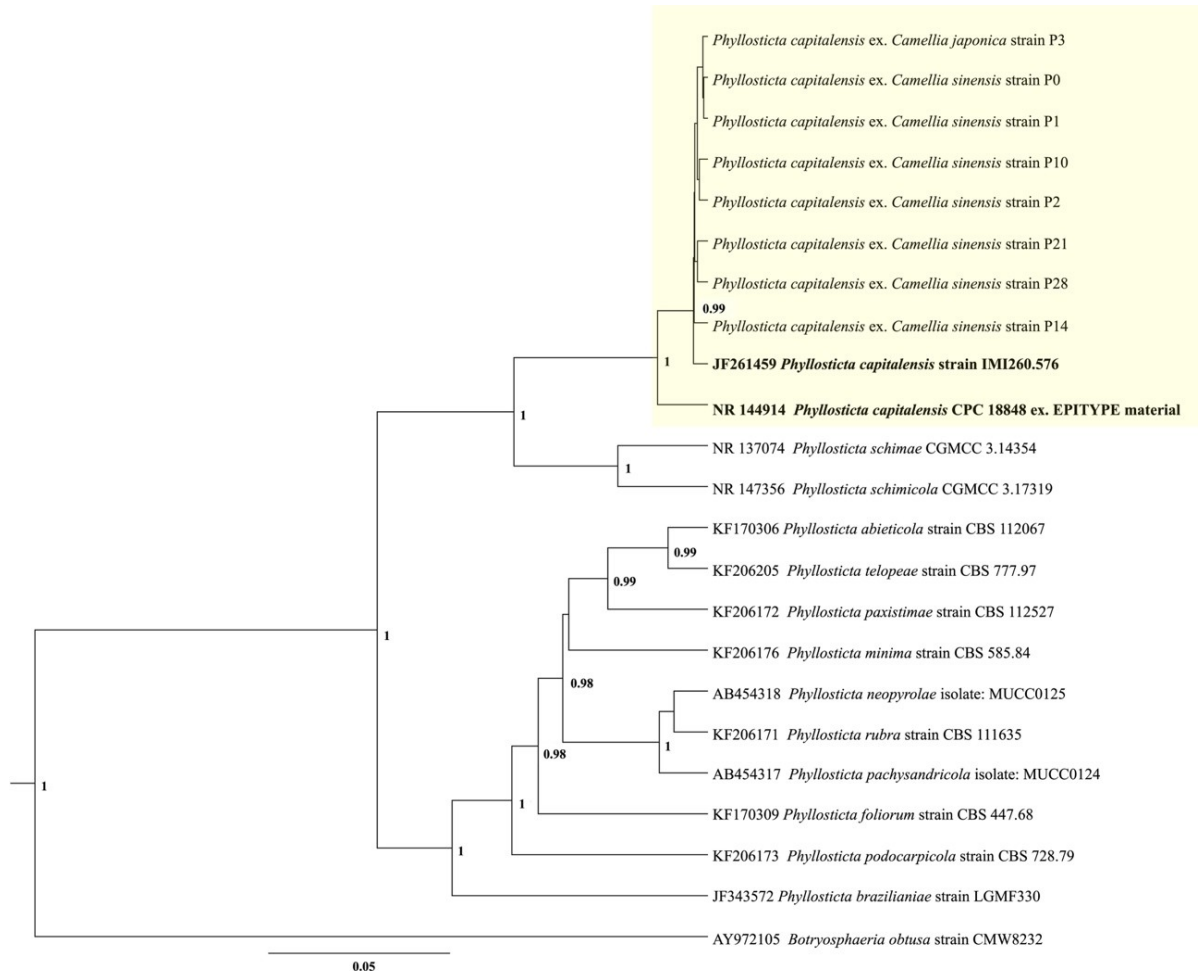 Phyllosticta capitalensis ex. Camellia japonica strain P3
Phyllosticta capitalensis ex. Camellia sinensis strain P0
Phyllosticta capitalensis ex. Camellia sinensis strain P1
Phyllosticta capitalensis ex. Camellia sinensis strain P10
Phyllosticta capitalensis ex. Camellia sinensis strain P2
Phyllosticta capitalensis ex. Camellia sinensis strain P21
Phyllosticta capitalensis ex. Camellia sinensis strain P28
0.99
Phyllosticta capitalensis ex. Camellia sinensis strain P14
1
JF261459 Phyllosticta capitalensis strain IMI260.576
NR 144914 Phyllosticta capitalensis CPC 18848 ex. EPITYPE material
1
NR 137074 Phyllosticta schimae CGMCC 3.14354
1
NR 147356 Phyllosticta schimicola CGMCC 3.17319
KF170306 Phyllosticta abieticola strain CBS 112067
0.99
KF206205 Phyllosticta telopeae strain CBS 777.97
0.99
KF206172 Phyllosticta paxistimae strain CBS 112527
1
KF206176 Phyllosticta minima strain CBS 585.84
0.98
AB454318 Phyllosticta neopyrolae isolate: MUCC0125
KF206171 Phyllosticta rubra strain CBS 111635
1
0.98
AB454317 Phyllosticta pachysandricola isolate: MUCC0124
1
1
KF170309 Phyllosticta foliorum strain CBS 447.68
1
KF206173 Phyllosticta podocarpicola strain CBS 728.79
JF343572 Phyllosticta brazilianiae strain LGMF330
AY972105 Botryosphaeria obtusa strain CMW8232
0.05